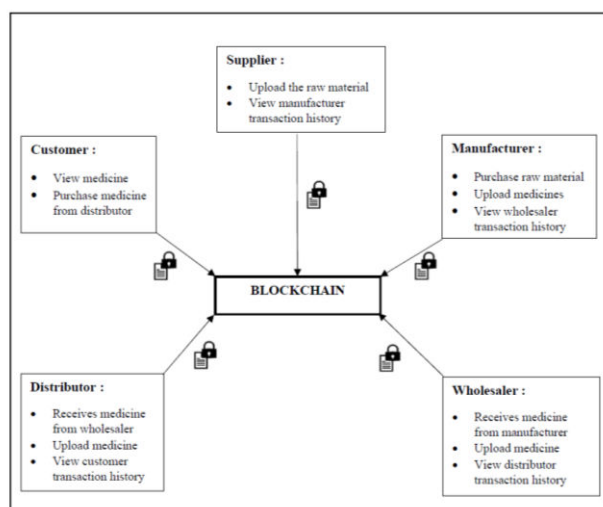 Supplier :
• Upload the raw material
• View manufacturer
transaction history
Customer :
• View medicine
• Purchase medicine
from distributor
Manufacturer :
• Purchase raw material
• Upload medicines
• View wholesaler
transaction history
BLOCKCHAIN
Distributor :
• Receives medicine
from wholesaler
• Upload medicine
• View customer
transaction history
Wholesaler :
• Receives medicine
from manufacturer
• Upload medicine
• View distributor
transaction history